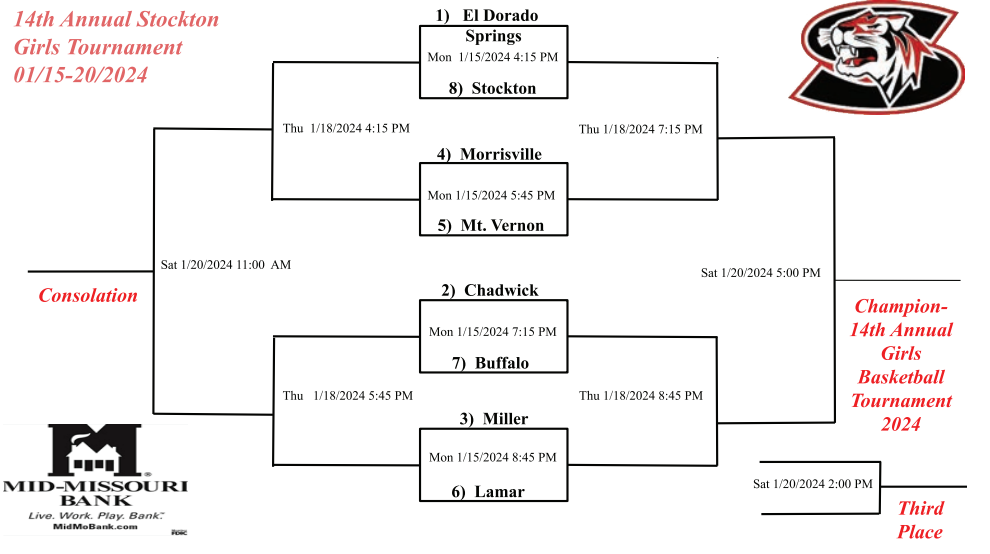 14th Annual Stockton
Girls Tournament
01/15-20/2024
1)  El Dorado
Springs
Mon  1/15/2024 4:15 PM
8)  Stockton
Thu  1/18/2024 4:15 PM
Thu 1/18/2024 7:15 PM
4)  Morrisville
Mon 1/15/2024 5:45 PM
5)  Mt. Vernon
Sat 1/20/2024 11:00  AM
Sat 1/20/2024 5:00 PM
Consolation
2)  Chadwick
Mon 1/15/2024 7:15 PM
7)  Buffalo
Champion-
14th Annual
Girls
Basketball
Tournament
2024
Thu   1/18/2024 5:45 PM
Thu 1/18/2024 8:45 PM
3)  Miller
Mon 1/15/2024 8:45 PM
6)  Lamar
Sat 1/20/2024 2:00 PM
Third
Place
MID-MISSOURI
BANK
Live. Work. Play. Bank.™
MidMoBank.com
FDIC